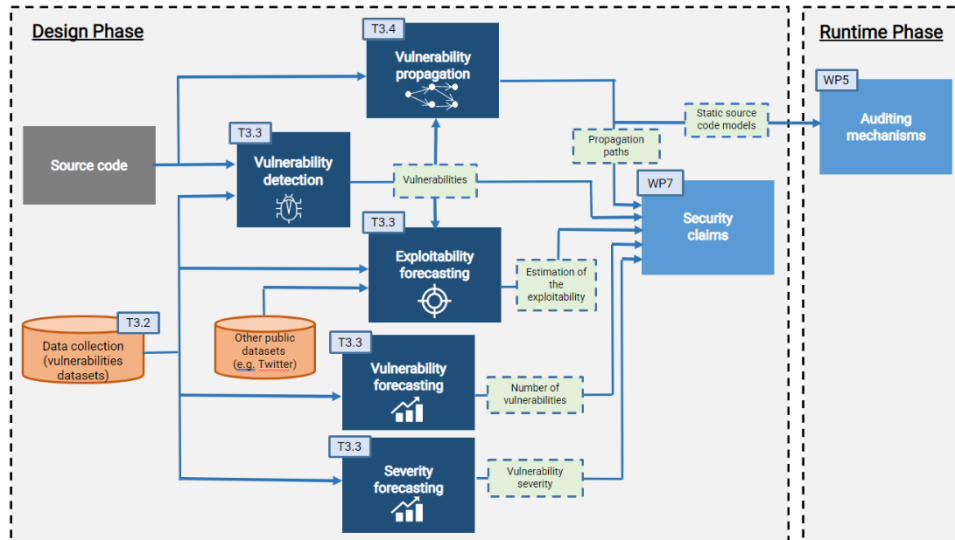 Design Phase
Runtime Phase
T3.4
Vulnerability
propagation
WP5
Auditing
mechanisms
Static source
code models
Propagation
paths
Source code
T3.3
Vulnerability
detection
Vulnerabilities
WP7
Security
claims
T3.3
Exploitability
forecasting
Estimation of
the
exploitability
T3.2
Data collection
(vulnerabilities
datasets)
Other public
datasets
(e.g. Twitter)
T3.3
Vulnerability
forecasting
Number of
vulnerabilities
T3.3
Severity
forecasting
Vulnerability
severity